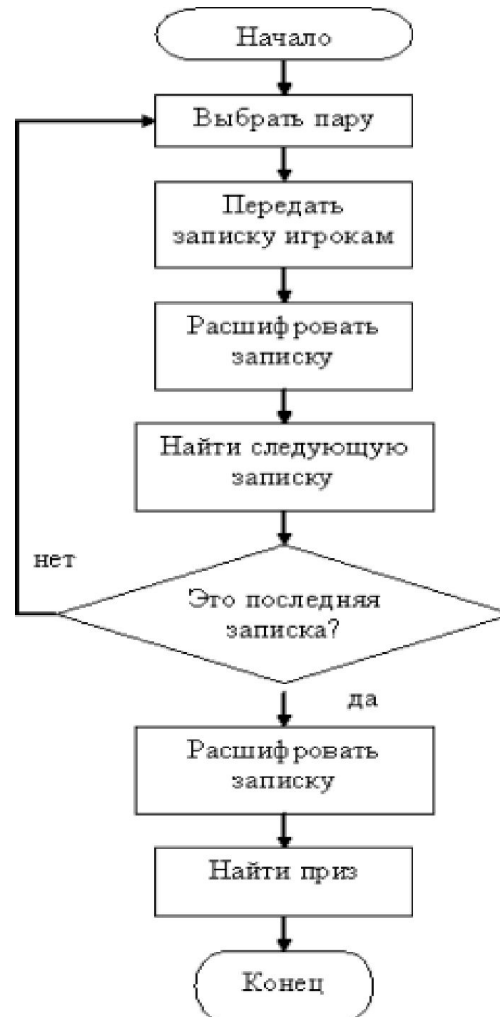 Начало
Выбрать пару
Передать
записку игрокам
Расшифровать
записку
Найти следующую
записку
нет
Это последняя
записка?
да
Расшифровать
записку
Найти приз
Конец